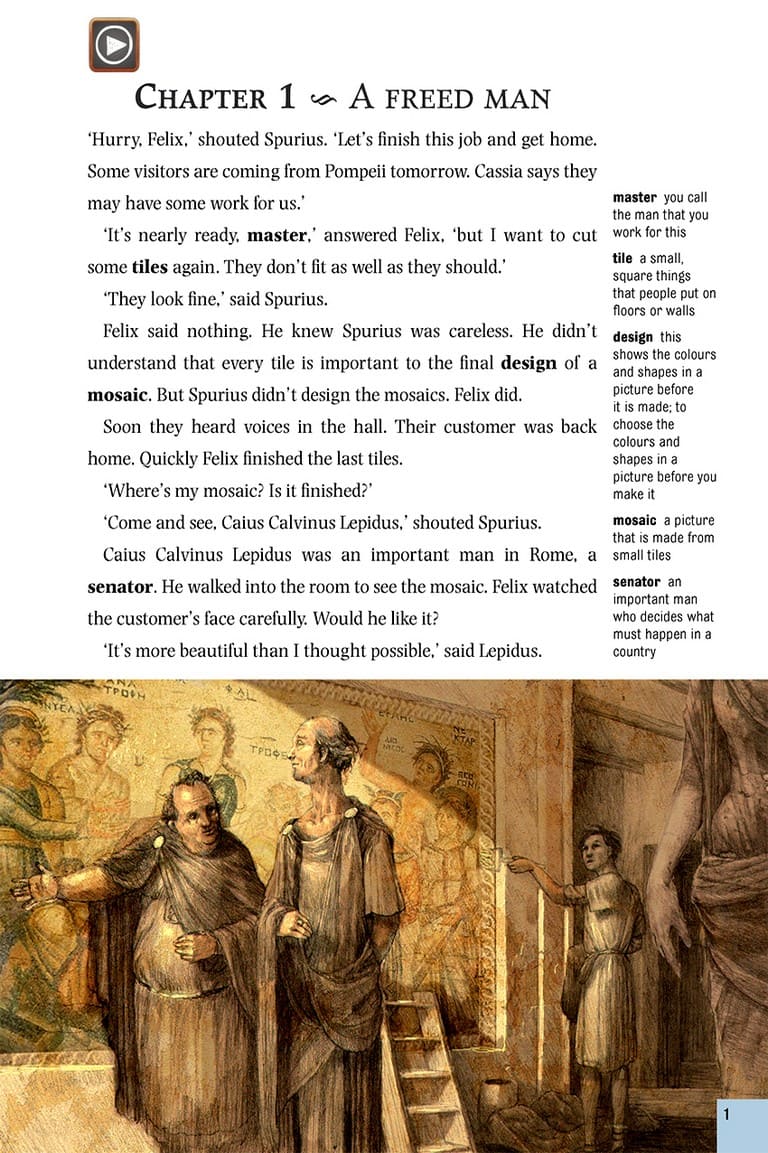 CHAPTER 1 ~ A FREED MAN
‘Hurry, Felix,’ shouted Spurius. ‘Let’s finish this job and get home.
Some visitors are coming from Pompeii tomorrow. Cassia says they
may have some work for us.’
‘It’s nearly ready, master,’ answered Felix, ‘but I want to cut
some tiles again. They don’t fit as well as they should.’
‘They look fine,’ said Spurius.
Felix said nothing. He knew Spurius was careless. He didn’t
understand that every tile is important to the final design of a
mosaic. But Spurius didn’t design the mosaics. Felix did.
Soon they heard voices in the hall. Their customer was back
home. Quickly Felix finished the last tiles.
‘Where’s my mosaic? Is it finished?’
‘Come and see, Caius Calvinus Lepidus,’ shouted Spurius.
Caius Calvinus Lepidus was an important man in Rome, a
senator. He walked into the room to see the mosaic. Felix watched
the customer’s face carefully. Would he like it?
‘It’s more beautiful than I thought possible,’ said Lepidus.
master you call
the man that you
work for this
tile a small,
square things
that people put on
floors or walls
design this
shows the colours
and shapes in a
picture before
it is made; to
choose the
colours and
shapes in a
picture before you
make it
mosaic a picture
that is made from
small tiles
senator an
important man
who decides what
must happen in a
country
ΑΝΑ
ΤΡΟΦΗ
ΝΕ
ΚΤΑΡ
1